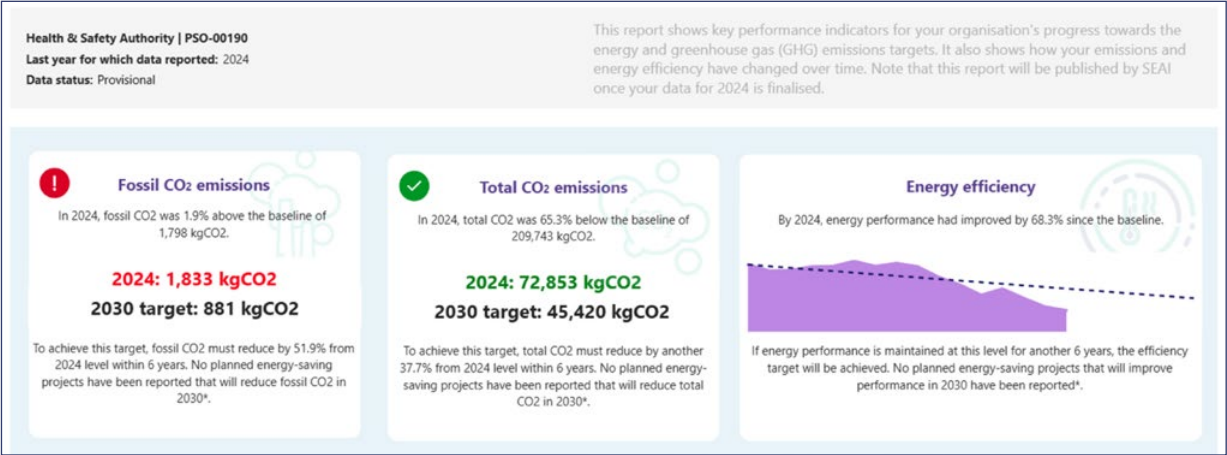 Health & Safety Authority | PSO-00190
Last year for which data reported: 2024
Data status: Provisional
This report shows key performance indicators for your organisation's progress towards the
energy and greenhouse gas (GHG) emissions targets. It also shows how your emissions and
energy efficiency have changed over time. Note that this report will be published by SEAI
once your data for 2024 is finalised.
Fossil CO2 emissions
In 2024, fossil CO2 was 1.9% above the baseline of
1,798 kgCO2.
2024: 1,833 kgCO2
2030 target: 881 kgCO2
To achieve this target, fossil CO2 must reduce by 51.9% from
2024 level within 6 years. No planned energy-saving
projects have been reported that will reduce fossil CO2 in
2030*.
Total CO2 emissions
In 2024, total CO2 was 65.3% below the baseline of
209,743 kgCO2.
2024: 72,853 kgCO2
2030 target: 45,420 kgCO2
To achieve this target, total CO2 must reduce by another
37.7% from 2024 level within 6 years. No planned energy-
saving projects have been reported that will reduce total
CO2 in 2030*.
Energy efficiency
By 2024, energy performance had improved by 68.3% since the baseline.
If energy performance is maintained at this level for another 6 years, the efficiency
target will be achieved. No planned energy-saving projects that will improve
performance in 2030 have been reported*.